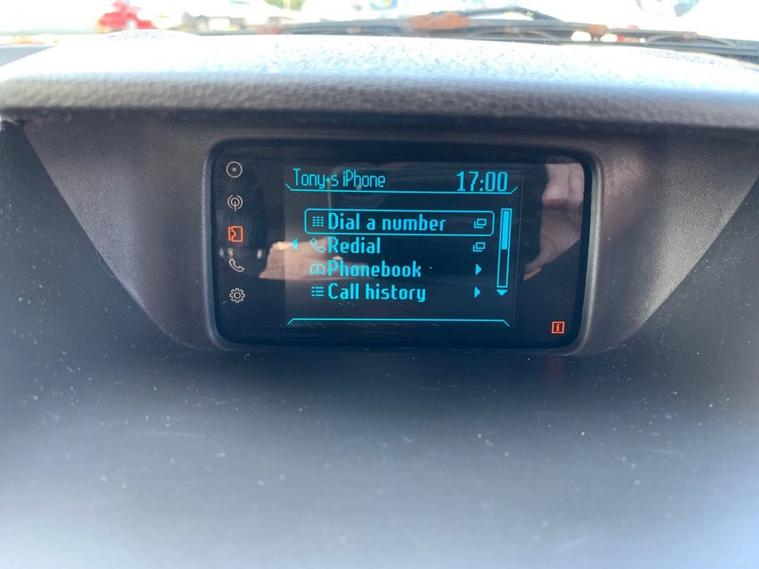 Tony's iPhone 17:00
Dial a number
Redial
Phonebook
Call history
i